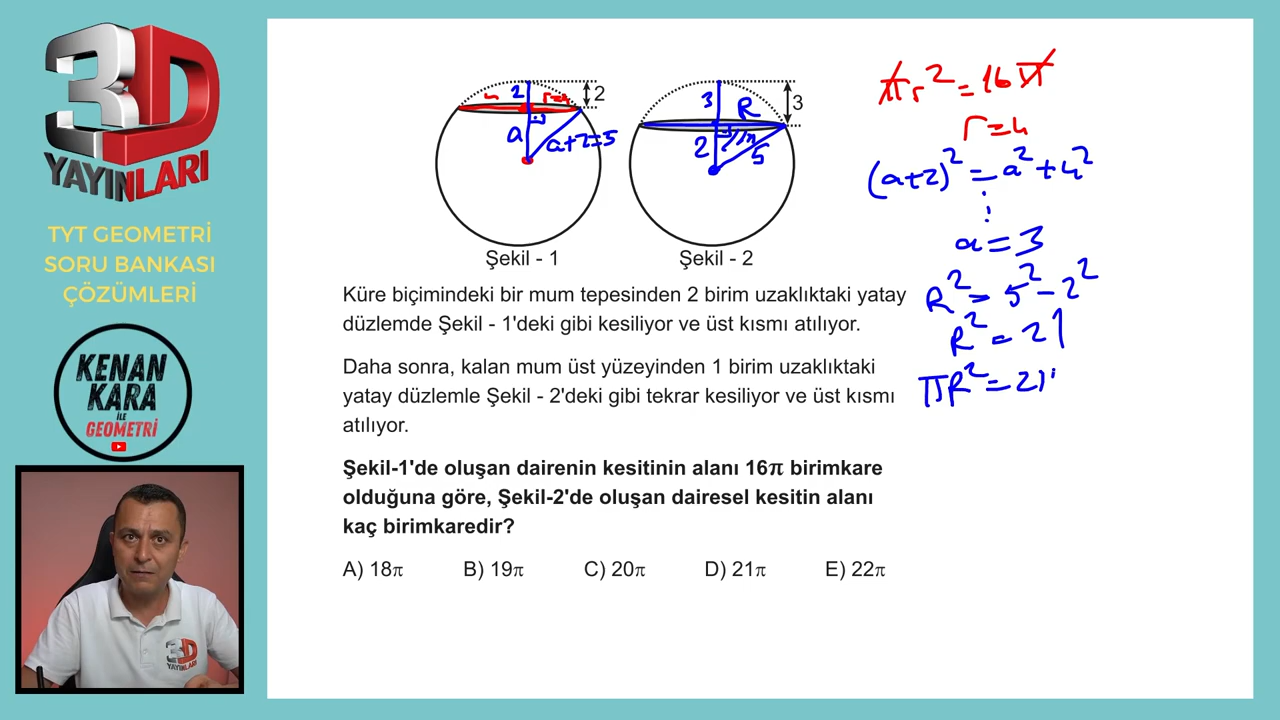 3D
YAYINLARI
TYT GEOMETRİ
SORU BANKASI
ÇÖZÜMLERİ
KENAN
KARA
İLE
GEOMETRİ
3D
YAYINLARI
2
2
r=4
a
a+2=5
Şekil - 1
3
R
3
2
5
Şekil - 2
Küre biçimindeki bir mum tepesinden 2 birim uzaklıktaki yatay
düzlemde Şekil - 1'deki gibi kesiliyor ve üst kısmı atılıyor.
Daha sonra, kalan mum üst yüzeyinden 1 birim uzaklıktaki
yatay düzlemle Şekil - 2'deki gibi tekrar kesiliyor ve üst kısmı
atılıyor.
Şekil-1'de oluşan dairenin kesitinin alanı 16π birimkare
olduğuna göre, Şekil-2'de oluşan dairesel kesitin alanı
kaç birimkaredir?
A) 18π B) 19π C) 20π D) 21π E) 22π
πr² = 16π
r=4
(a+2)² = a² + 4²
a = 3
R² = 5² - 2²
R² = 21
πR² = 21